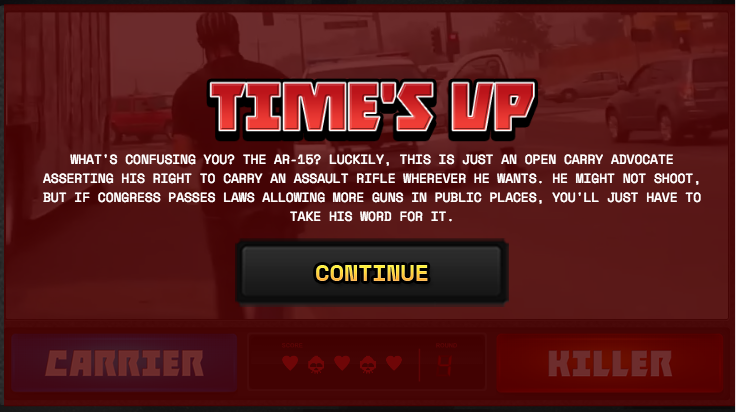 TIME'S UP
WHAT'S CONFUSING YOU? THE AR-15? LUCKILY, THIS IS JUST AN OPEN CARRY ADVOCATE
ASSERTING HIS RIGHT TO CARRY AN ASSAULT RIFLE WHEREVER HE WANTS. HE MIGHT NOT SHOOT,
BUT IF CONGRESS PASSES LAWS ALLOWING MORE GUNS IN PUBLIC PLACES, YOU'LL JUST HAVE TO
TAKE HIS WORD FOR IT.
CONTINUE
CARRIER
4
KILLER